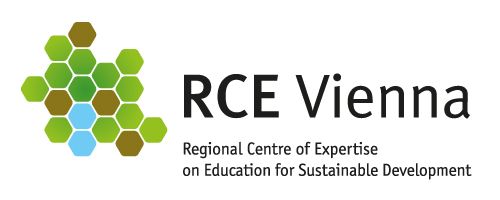 RCE Vienna
Regional Centre of Expertise
on Education for Sustainable Development